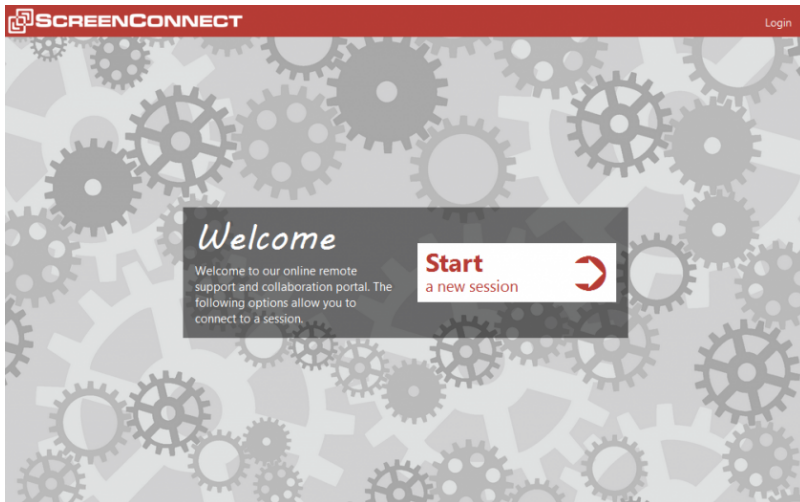 SCREENCONNECT
Login
Welcome
Welcome to our online remote
support and collaboration portal. The
following options allow you to
connect to a session.
Start
a new session